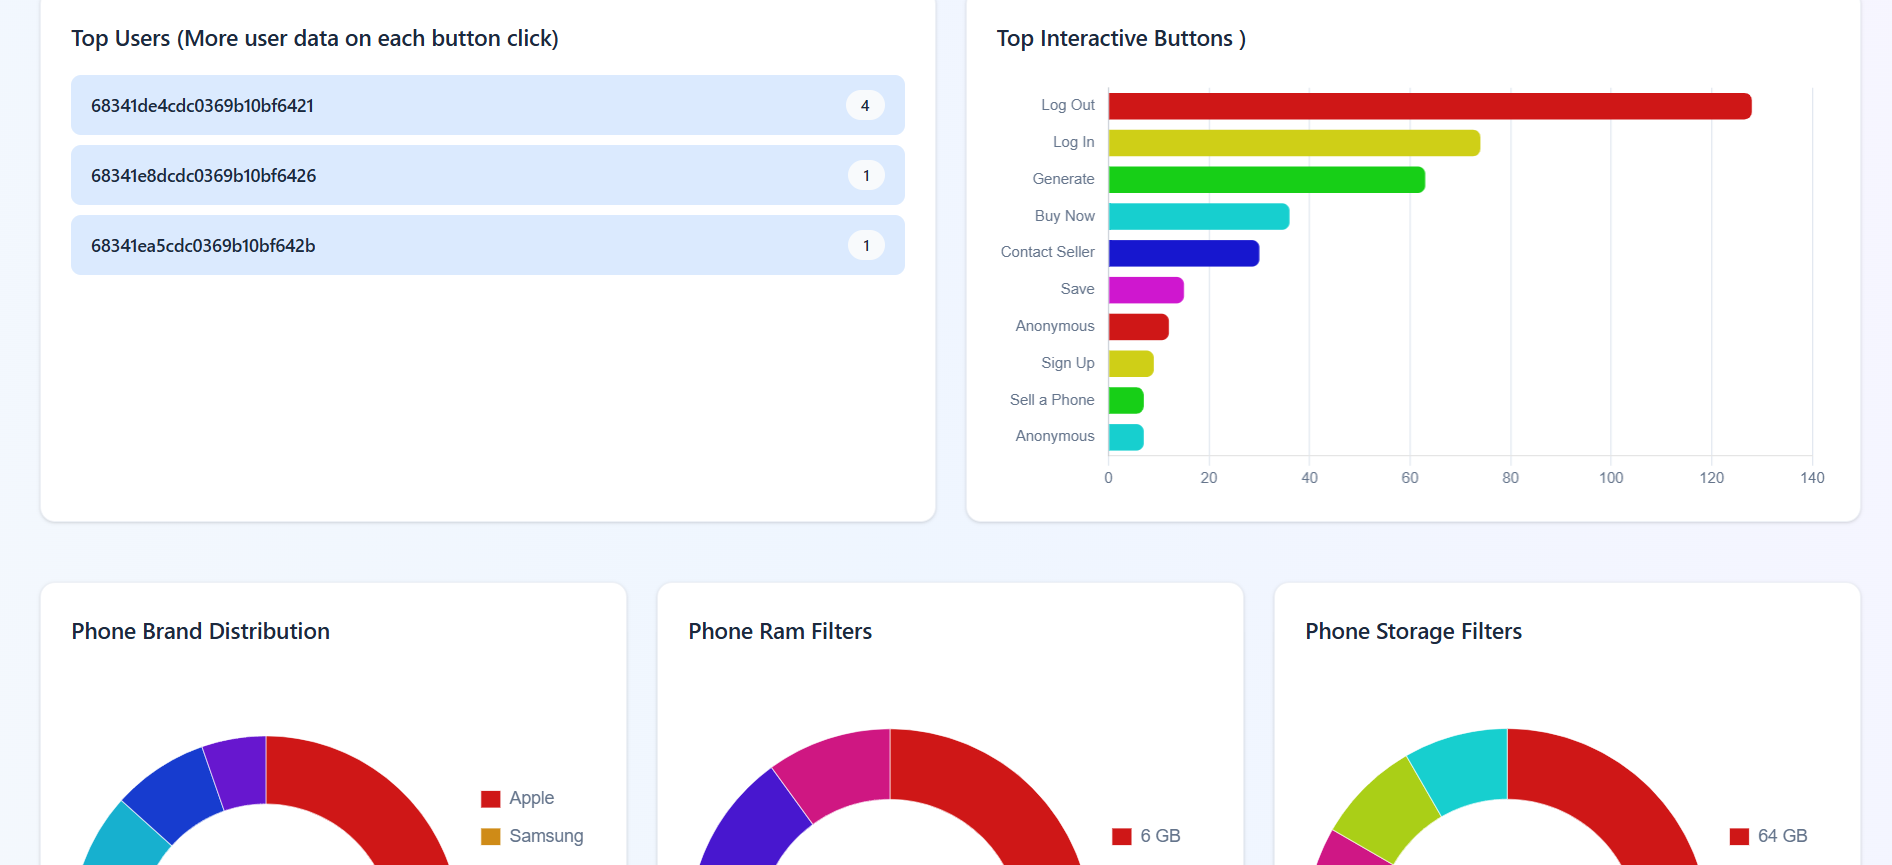 Top Users (More user data on each button click)
68341de4cdc0369b10bf6421
4
68341e8dcdc0369b10bf6426
1
68341ea5cdc0369b10bf642b
1
Top Interactive Buttons )
Log Out
Log In
Generate
Buy Now
Contact Seller
Save
Anonymous
Sign Up
Sell a Phone
Anonymous
0 20 40 60 80 100 120 140
Phone Brand Distribution
Apple
Samsung
Phone Ram Filters
6 GB
Phone Storage Filters
64 GB